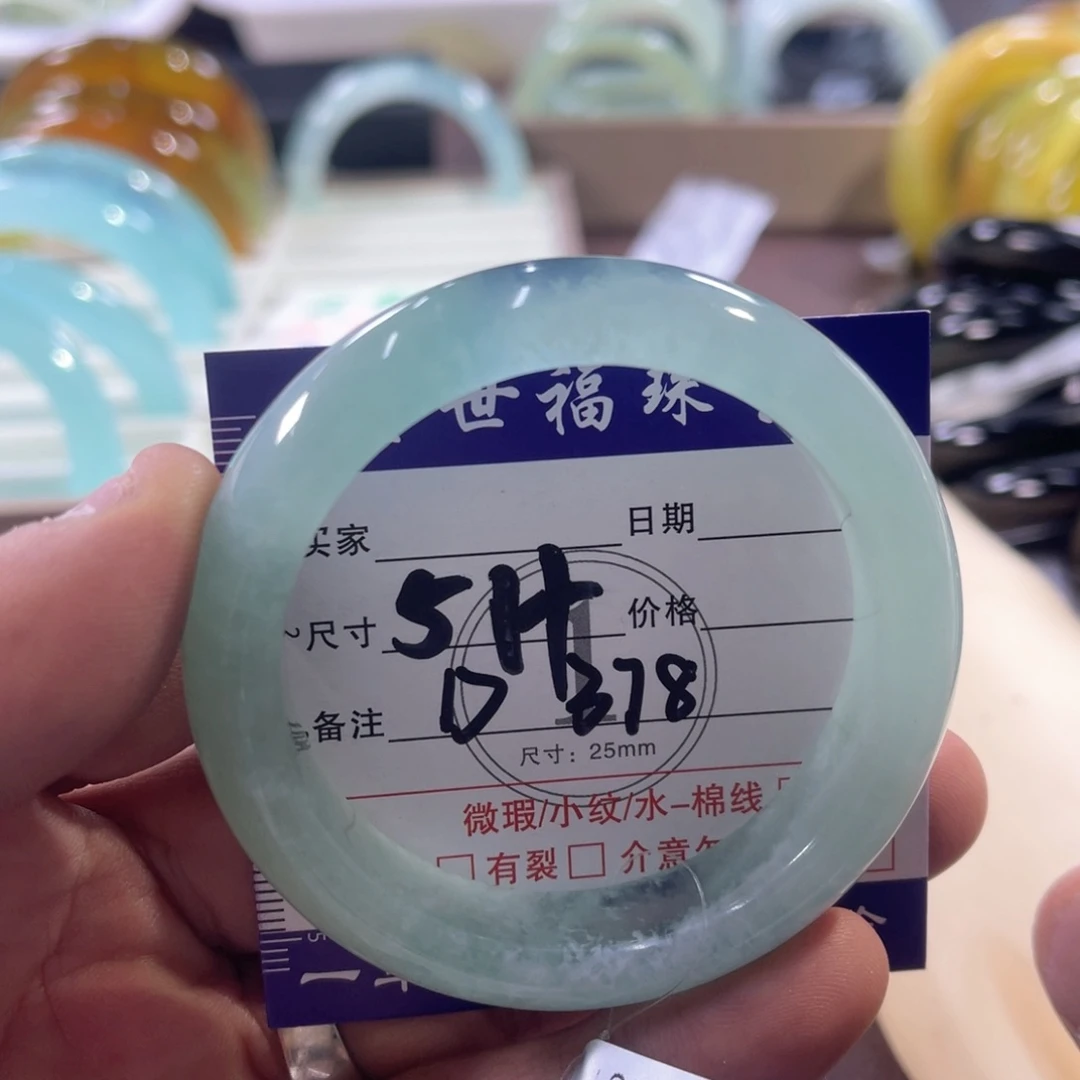 世福珠
买家 日期
尺寸 5H 价格
备注 D 378
尺寸：25mm
微瑕/小纹/水-棉线
有裂 介意